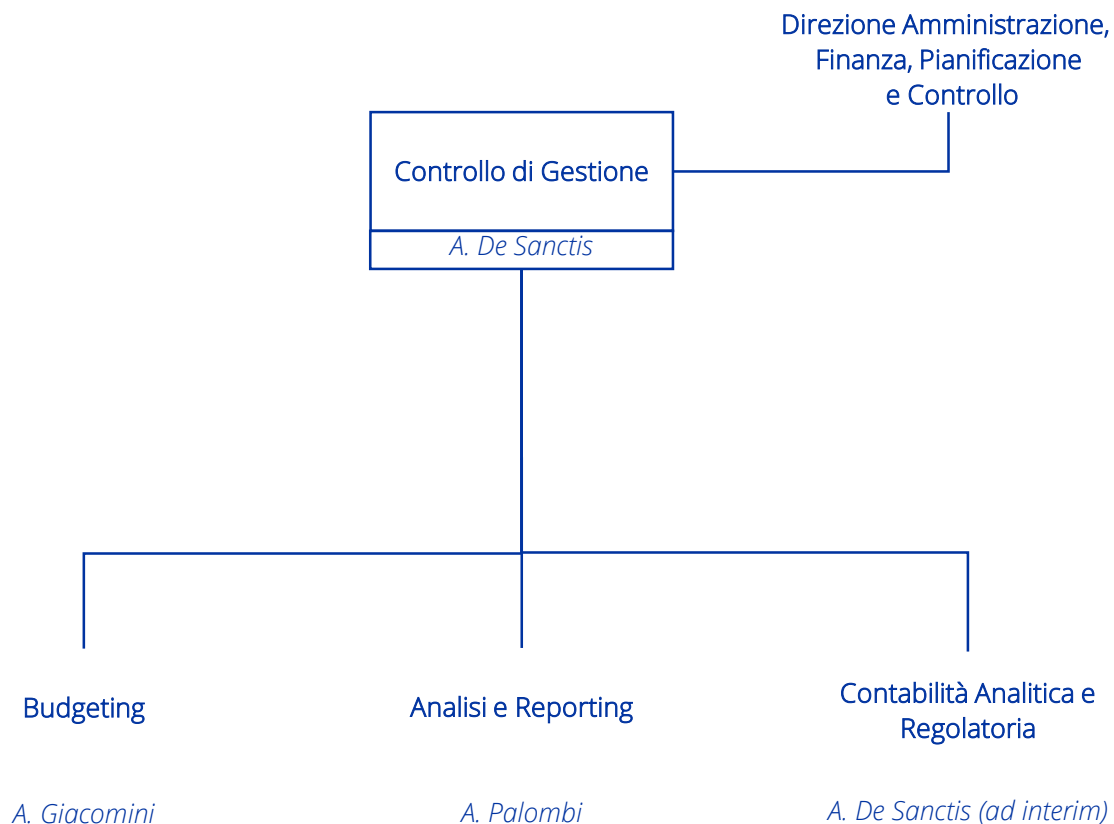 Direzione Amministrazione,
Finanza, Pianificazione
e Controllo
Controllo di Gestione
A. De Sanctis
Budgeting
A. Giacomini
Analisi e Reporting
A. Palombi
Contabilità Analitica e
Regolatoria
A. De Sanctis (ad interim)